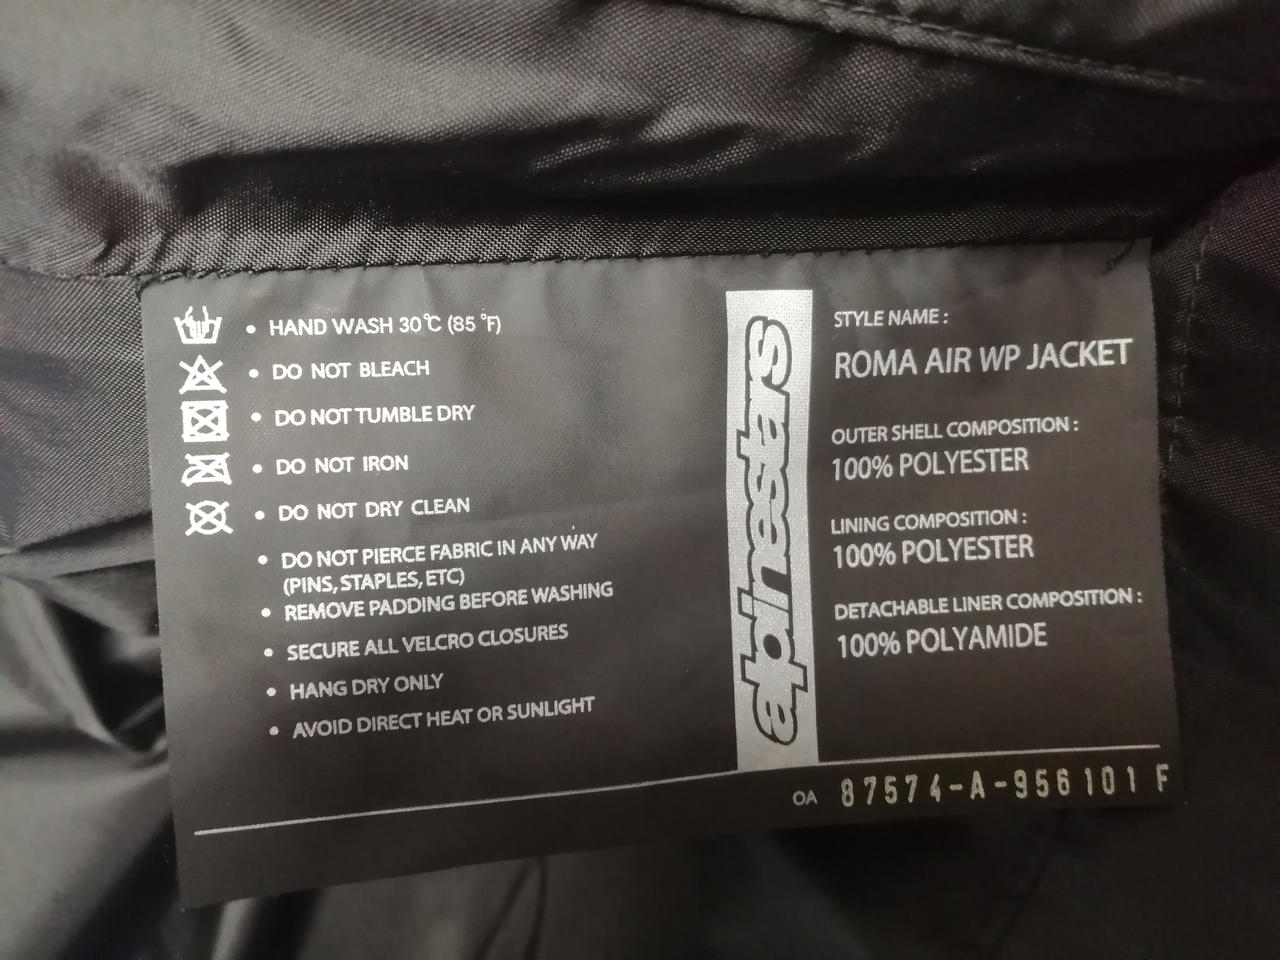 • HAND WASH 30°C (85 °F)
• DO NOT BLEACH
• DO NOT TUMBLE DRY
• DO NOT IRON
• DO NOT DRY CLEAN
• DO NOT PIERCE FABRIC IN ANY WAY
(PINS, STAPLES, ETC)
• REMOVE PADDING BEFORE WASHING
• SECURE ALL VELCRO CLOSURES
• HANG DRY ONLY
• AVOID DIRECT HEAT OR SUNLIGHT
alpinestars
STYLE NAME :
ROMA AIR WP JACKET
OUTER SHELL COMPOSITION :
100% POLYESTER
LINING COMPOSITION :
100% POLYESTER
DETACHABLE LINER COMPOSITION :
100% POLYAMIDE
OA 87574-A-956101 F